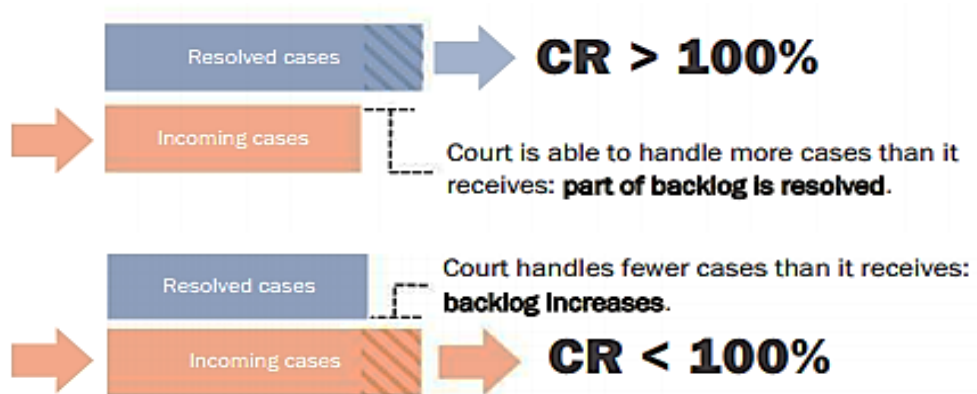 Resolved cases
CR > 100%
Incoming cases
Court is able to handle more cases than it
receives: part of backlog is resolved.
Resolved cases
Court handles fewer cases than it receives:
backlog increases.
Incoming cases
CR < 100%